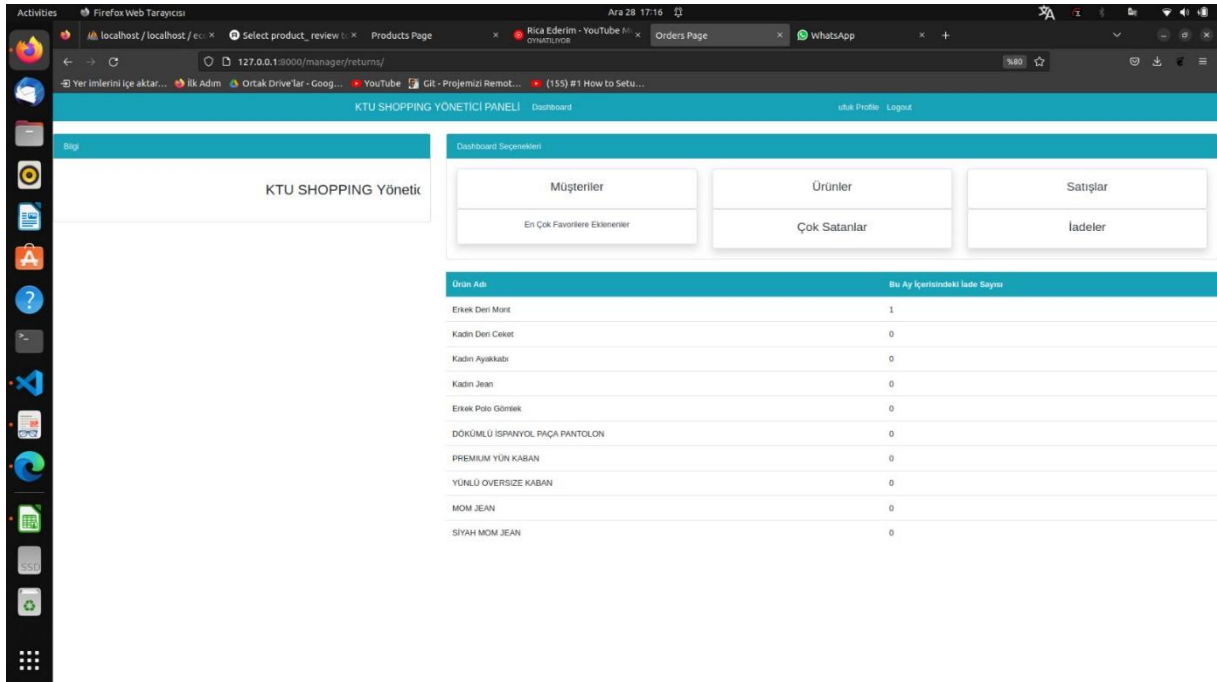 Activities Firefox Web Tarayıcısı Ara 28 17:16
localhost / localhost / ec Select product_review to Products Page Rica Ederim - YouTube M Orders Page WhatsApp
OYNATILIYOR
127.0.0.1:8000/manager/returns/ %80
Yer imlerini içe aktar... İlk Adım Ortak Drive'lar - Goog... YouTube Git - Projemizi Remot... (155) #1 How to Setu...
KTU SHOPPING YÖNETİCİ PANELİ Dashboard ufuk Profile Logout
Bilgi Dashboard Seçenekleri
KTU SHOPPING Yönetic
Müşteriler Ürünler Satışlar
En Çok Favorilere Eklenenler Çok Satanlar İadeler
Ürün Adı Bu Ay İçerisindeki İade Sayısı
Erkek Deri Mont 1
Kadin Deri Ceket 0
Kadın Ayakkabı 0
Kadın Jean 0
Erkek Polo Gömlek 0
DÖKÜMLÜ İSPANYOL PAÇA PANTOLON 0
PREMIUM YÜN KABAN 0
YÜNLÜ OVERSIZE KABAN 0
MOM JEAN 0
SİYAH MOM JEAN 0
SSD